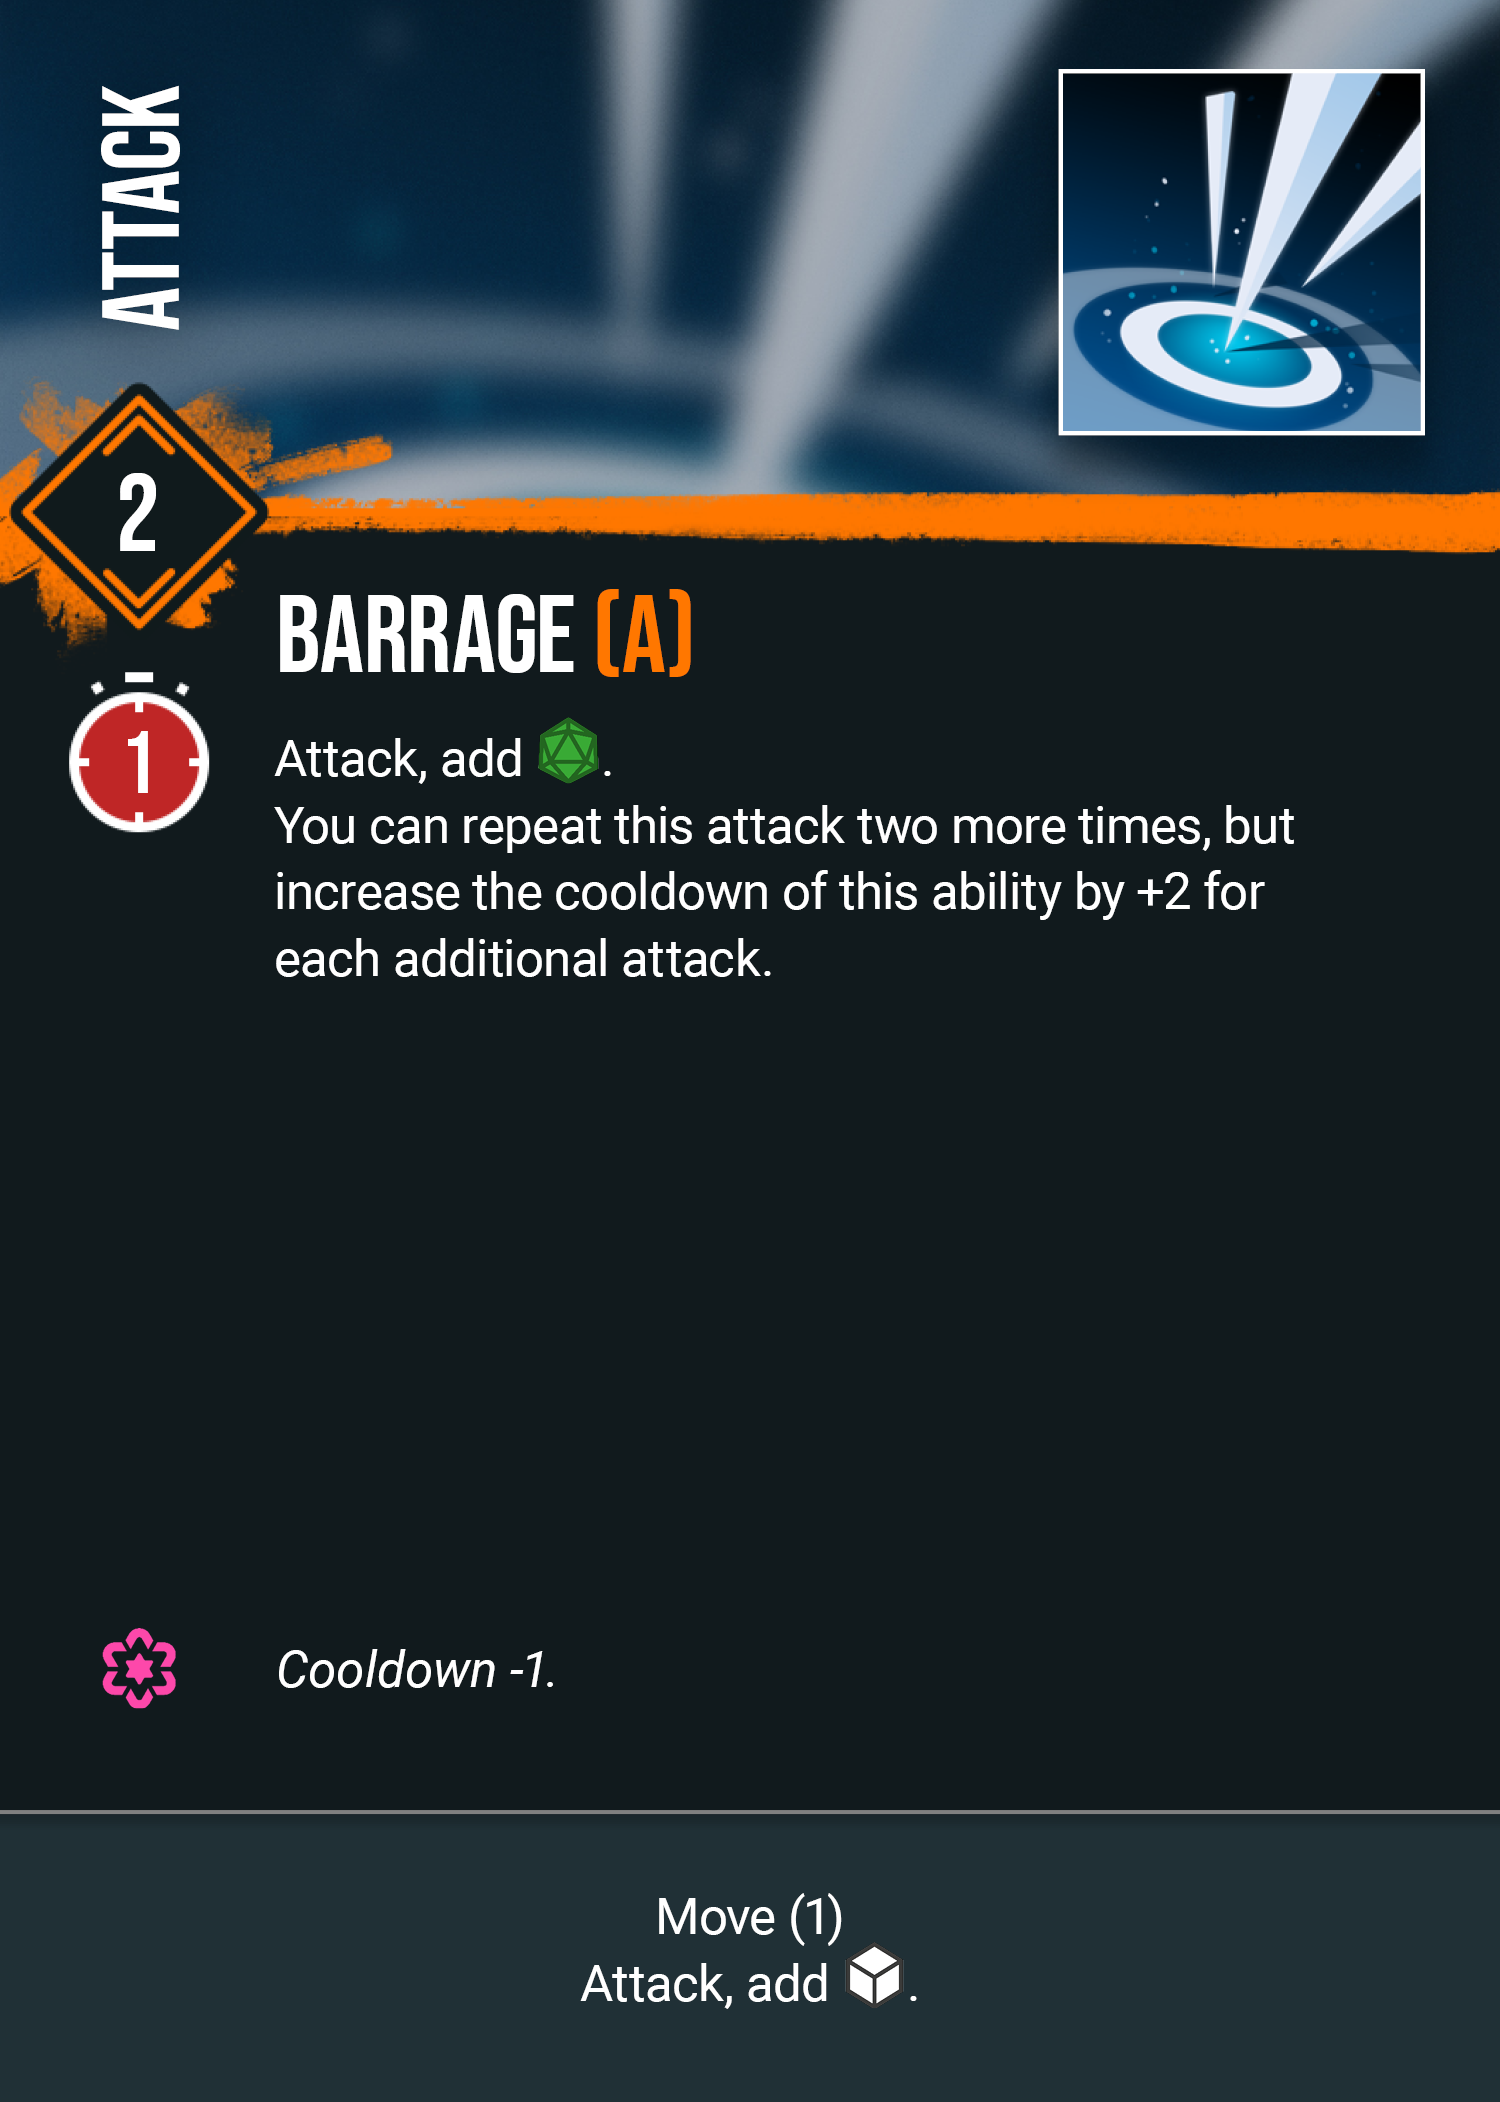 ATTACK
2
BARRAGE (A)
1
Attack, add .
You can repeat this attack two more times, but
increase the cooldown of this ability by +2 for
each additional attack.
Cooldown -1.
Move (1)
Attack, add .